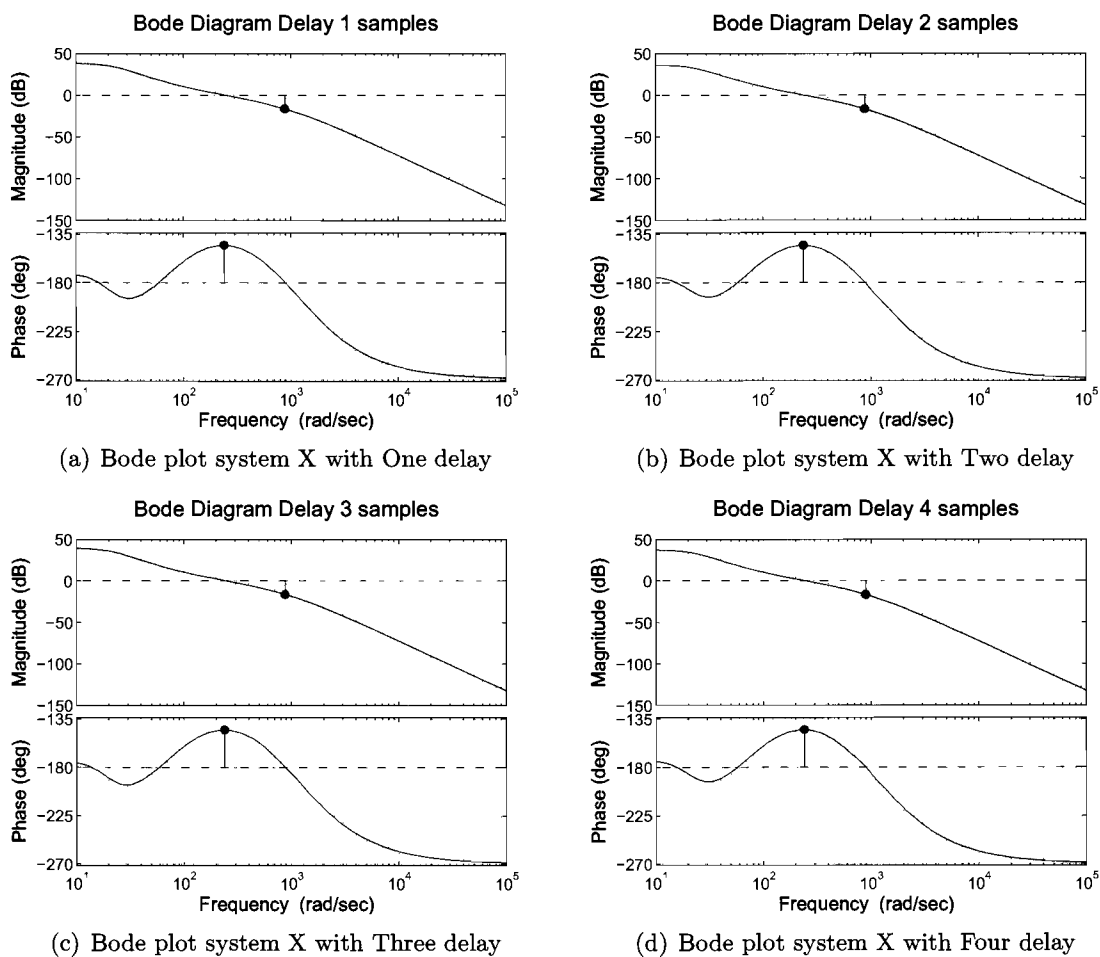 Bode Diagram Delay 1 samples
Magnitude (dB)
50
0
−50
−100
−150
Phase (deg)
−135
−180
−225
−270
10^1 10^2 10^3 10^4 10^5
Frequency (rad/sec)
(a) Bode plot system X with One delay
Bode Diagram Delay 2 samples
Magnitude (dB)
50
0
−50
−100
−150
Phase (deg)
−135
−180
−225
−270
10^1 10^2 10^3 10^4 10^5
Frequency (rad/sec)
(b) Bode plot system X with Two delay
Bode Diagram Delay 3 samples
Magnitude (dB)
50
0
−50
−100
−150
Phase (deg)
−135
−180
−225
−270
10^1 10^2 10^3 10^4 10^5
Frequency (rad/sec)
(c) Bode plot system X with Three delay
Bode Diagram Delay 4 samples
Magnitude (dB)
50
0
−50
−100
−150
Phase (deg)
−135
−180
−225
−270
10^1 10^2 10^3 10^4 10^5
Frequency (rad/sec)
(d) Bode plot system X with Four delay